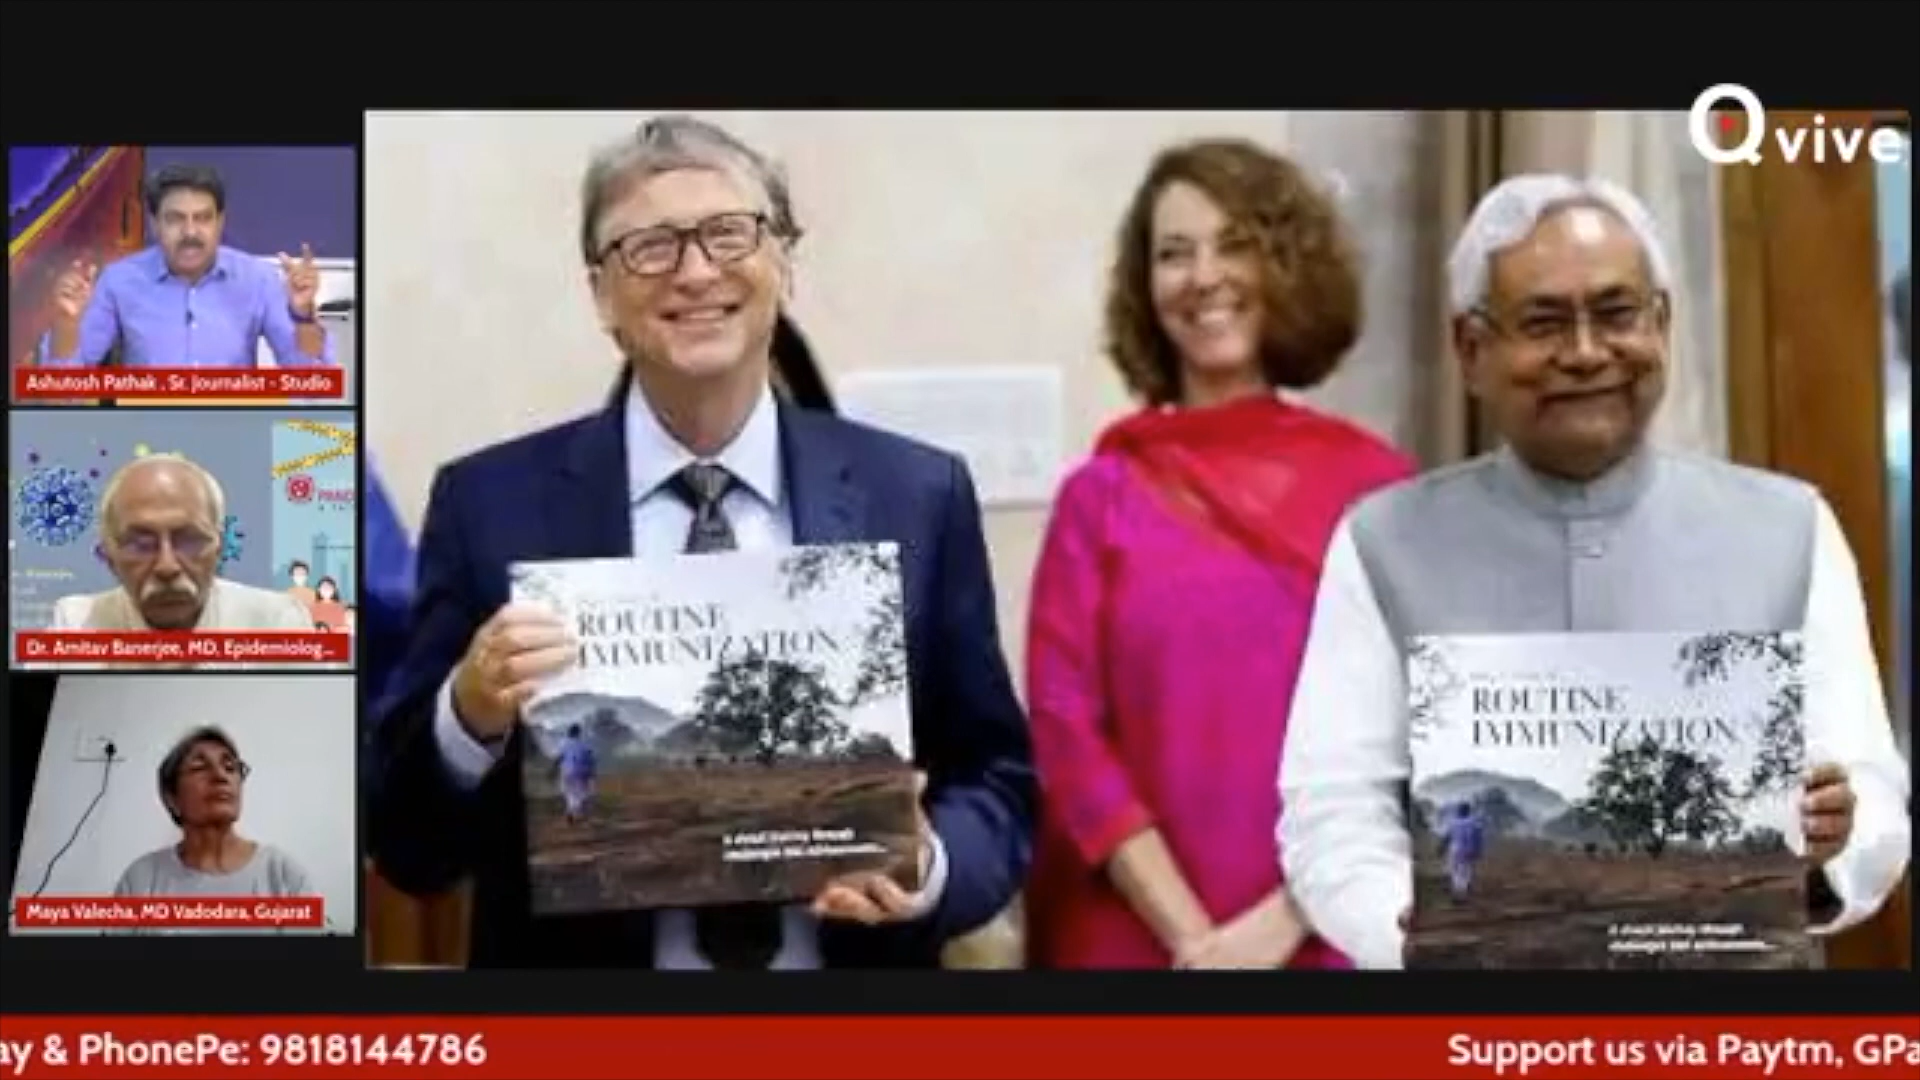 Qvive
Ashutosh Pathak , Sr. Journalist - Studio
Dr. Amitav Banerjee, MD, Epidemiolog...
Maya Valecha, MD Vadodara, Gujarat
ROUTINE
IMMUNIZATION
ROUTINE
IMMUNIZATION
ay & PhonePe: 9818144786
Support us via Paytm, GPa